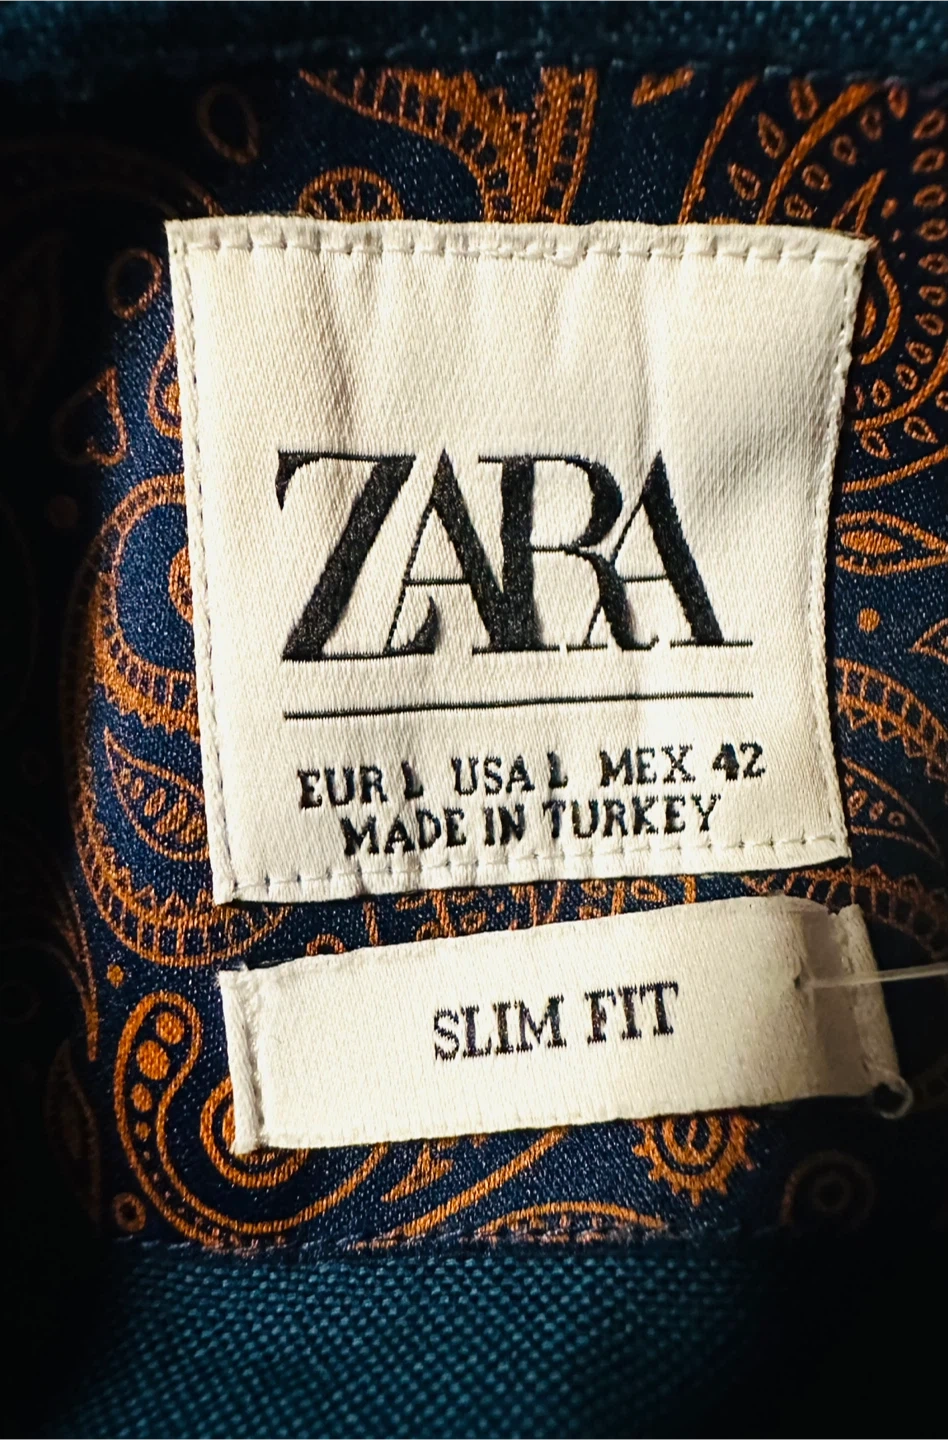 ZARA
EUR L USA L MEX 42
MADE IN TURKEY
SLIM FIT